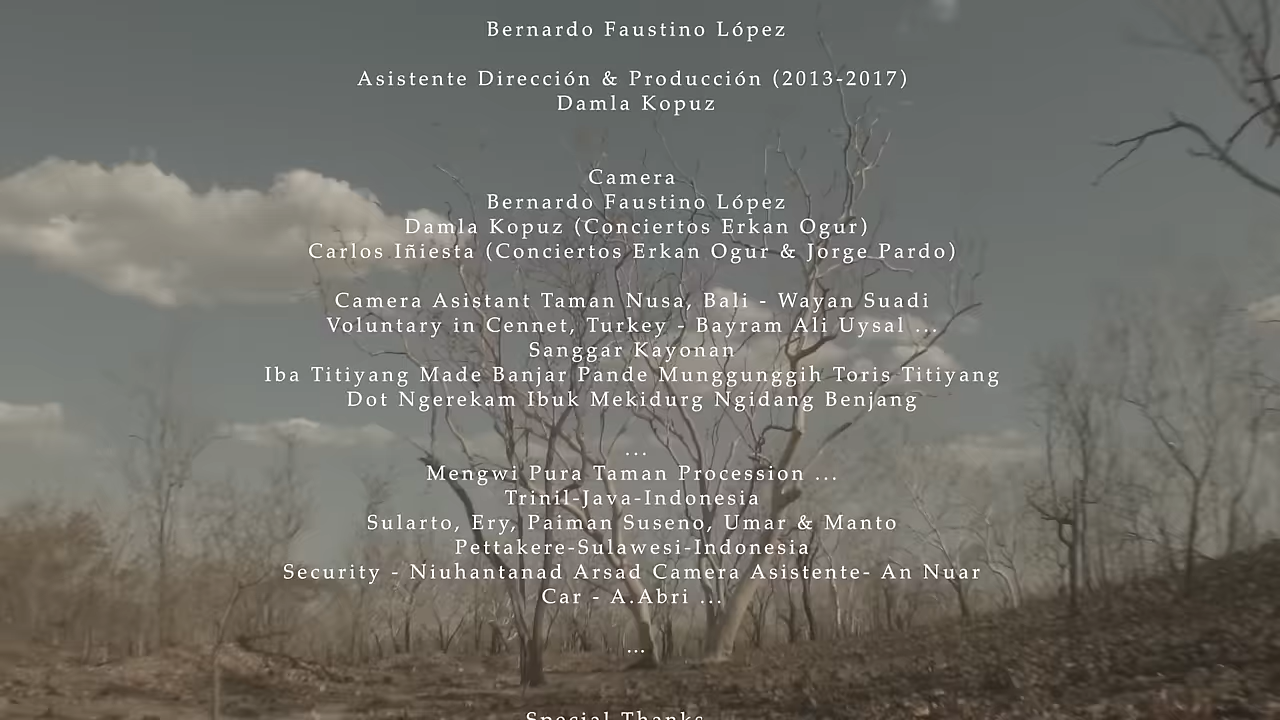 Bernardo Faustino López
Asistente Dirección & Producción (2013-2017)
Damla Kopuz
Camera
Bernardo Faustino López
Damla Kopuz (Conciertos Erkan Ogur)
Carlos Iñiesta (Conciertos Erkan Ogur & Jorge Pardo)
Camera Asistant Taman Nusa, Bali - Wayan Suadi
Voluntary in Cennet, Turkey - Bayram Ali Uysal ...
Sanggar Kayonan
Iba Titiyang Made Banjar Pande Munggunggih Toris Titiyang
Dot Ngerekam Ibuk Mekidurg Ngidang Benjang
...
Mengwi Pura Taman Procession ...
Trinil-Java-Indonesia
Sularto, Ery, Paiman Suseno, Umar & Manto
Pettakere-Sulawesi-Indonesia
Security - Niuhantanad Arsad Camera Asistente- An Nuar
Car - A.Abri ...
...
Special Thanks